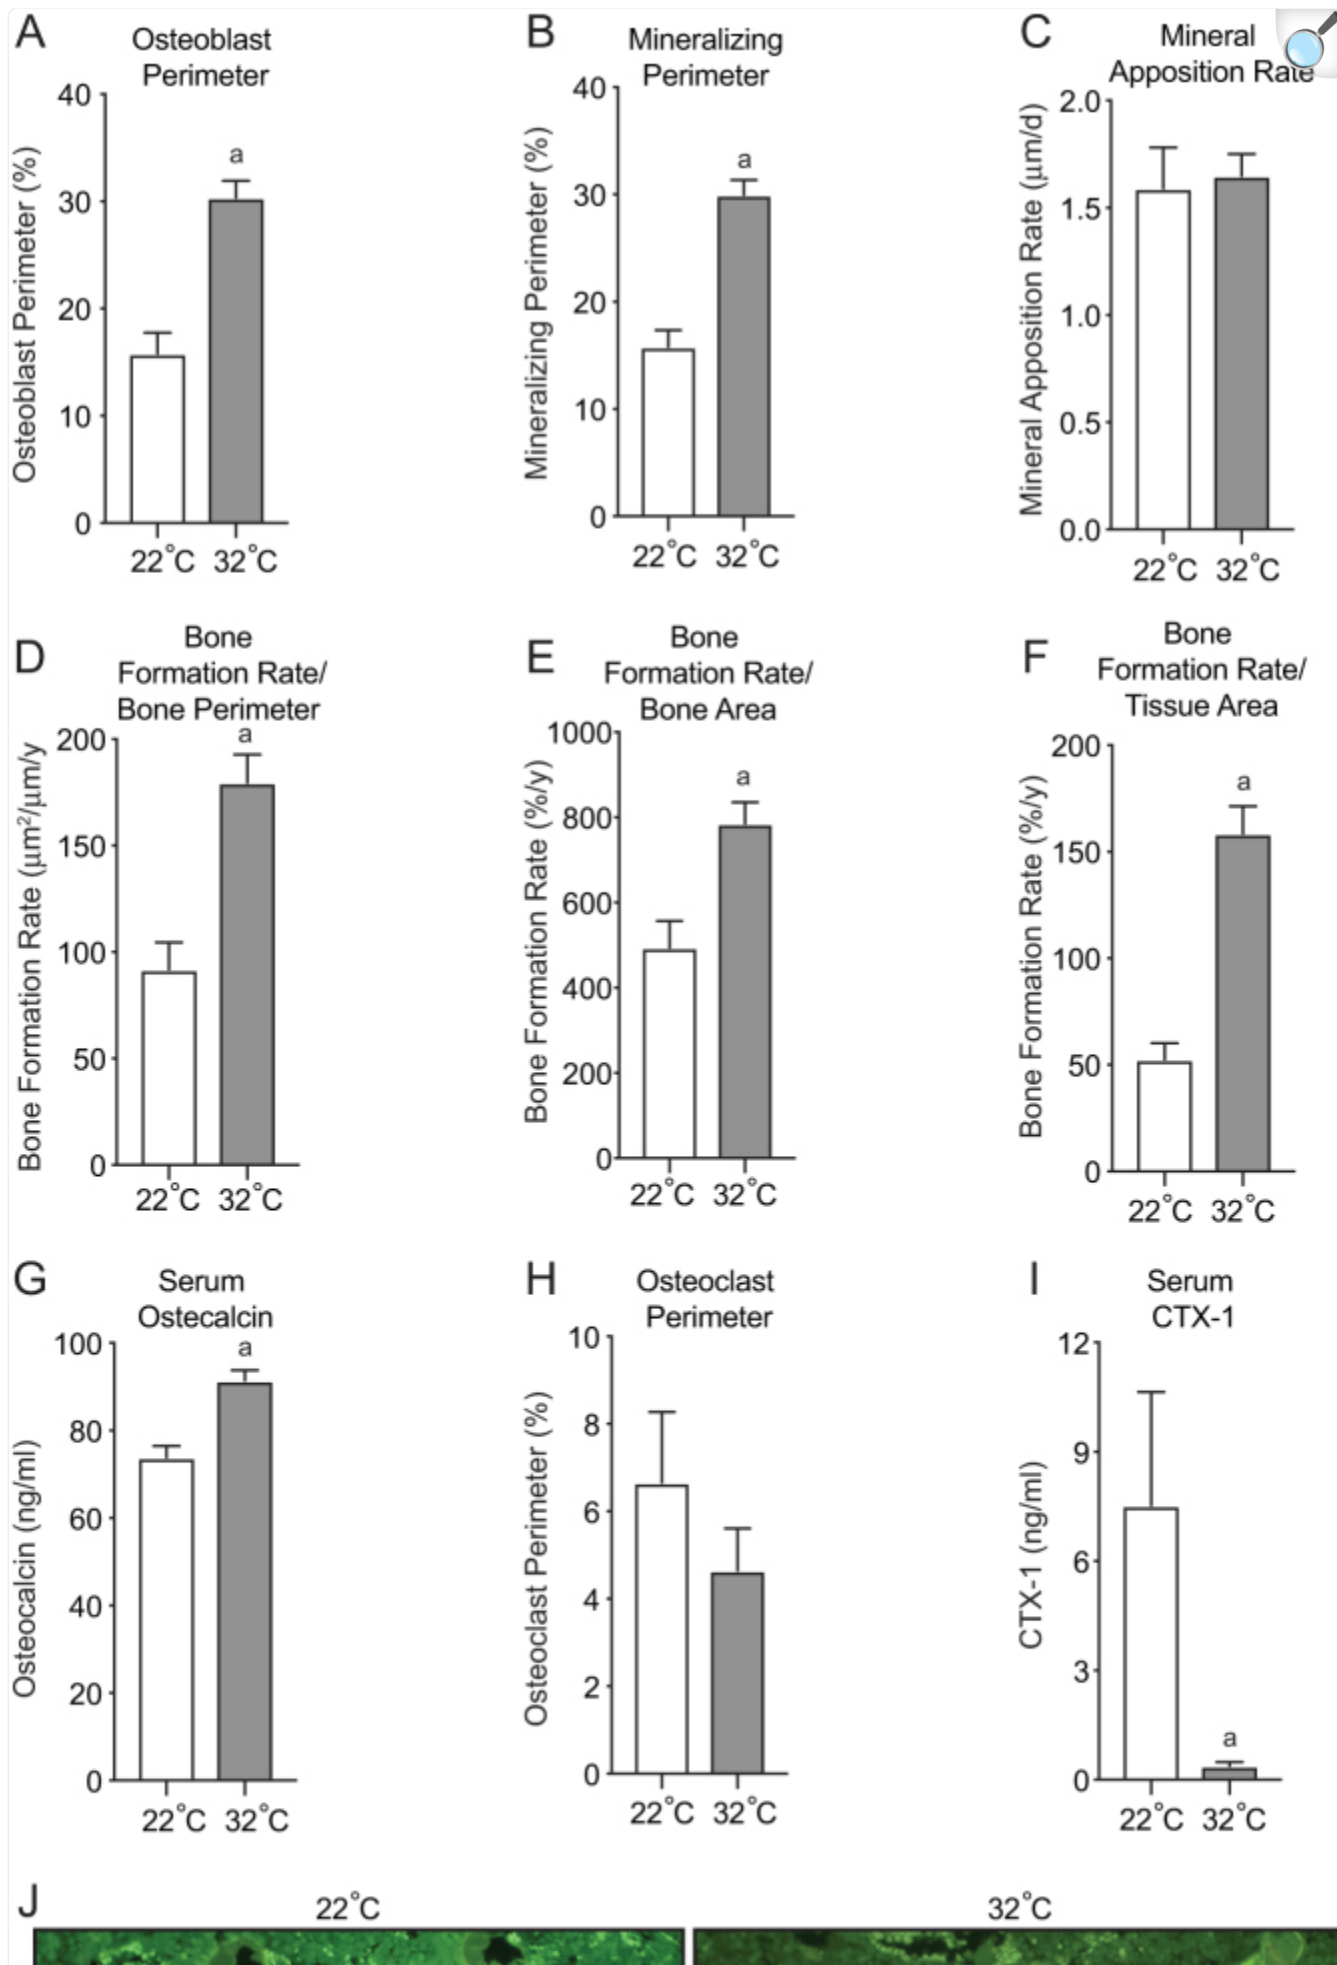 A
Osteoblast
Perimeter
Osteoblast Perimeter (%)
40
30
20
10
0
a
22°C 32°C
B
Mineralizing
Perimeter
Mineralizing Perimeter (%)
40
30
20
10
0
a
22°C 32°C
C
Mineral
Apposition Rate
Mineral Apposition Rate (μm/d)
2.0
1.5
1.0
0.5
0.0
22°C 32°C
D
Bone
Formation Rate/
Bone Perimeter
Bone Formation Rate (μm²/μm/y
200
150
100
50
0
a
22°C 32°C
E
Bone
Formation Rate/
Bone Area
Bone Formation Rate (%/y)
1000
800
600
400
200
0
a
22°C 32°C
F
Bone
Formation Rate/
Tissue Area
Bone Formation Rate (%/y)
200
150
100
50
0
a
22°C 32°C
G
Serum
Ostecalcin
Osteocalcin (ng/ml)
100
80
60
40
20
0
a
22°C 32°C
H
Osteoclast
Perimeter
Osteoclast Perimeter (%)
10
8
6
4
2
0
22°C 32°C
I
Serum
CTX-1
CTX-1 (ng/ml)
12
9
6
3
0
a
22°C 32°C
J
22°C
32°C